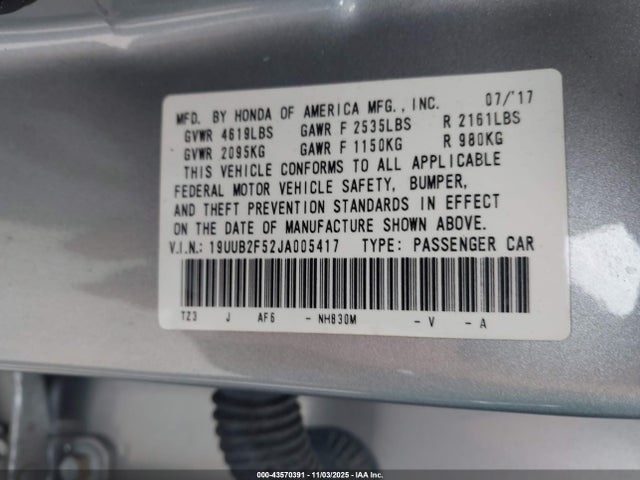 MFD. BY HONDA OF AMERICA MFG., INC. 07/'17
GVWR 4619LBS GAWR F 2535LBS R 2161LBS
GVWR 2095KG GAWR F 1150KG R 980KG
THIS VEHICLE CONFORMS TO ALL APPLICABLE
FEDERAL MOTOR VEHICLE SAFETY, BUMPER,
AND THEFT PREVENTION STANDARDS IN EFFECT
ON THE DATE OF MANUFACTURE SHOWN ABOVE.
V.I.N.: 19UUB2F52JA005417 TYPE: PASSENGER CAR
TZ3 J AF6 - NH830M - V - A
000-43570391 - 11/03/2025 - IAA Inc.